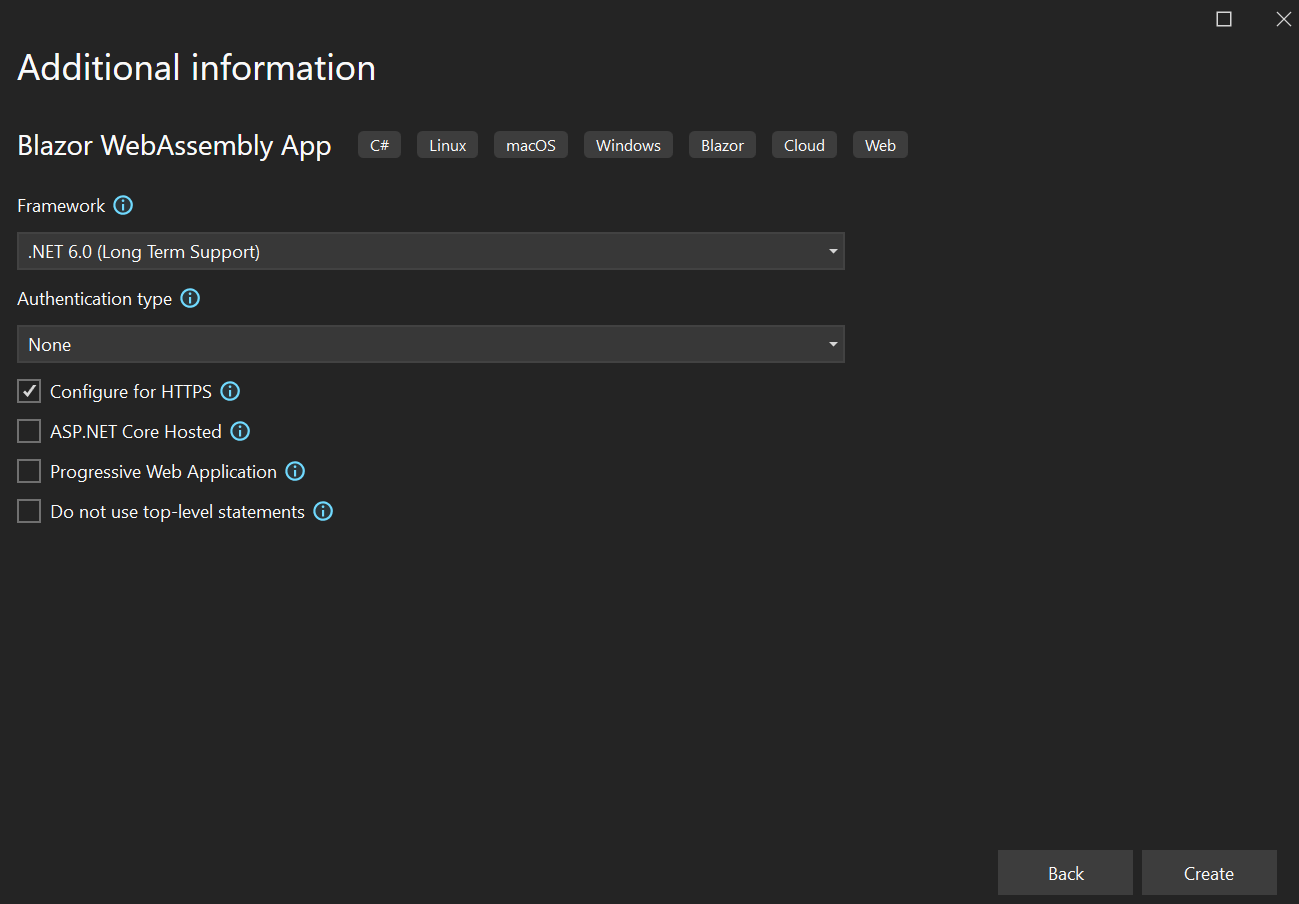 Additional information
Blazor WebAssembly App C# Linux macOS Windows Blazor Cloud Web
Framework
.NET 6.0 (Long Term Support)
Authentication type
None
Configure for HTTPS
ASP.NET Core Hosted
Progressive Web Application
Do not use top-level statements
Back Create